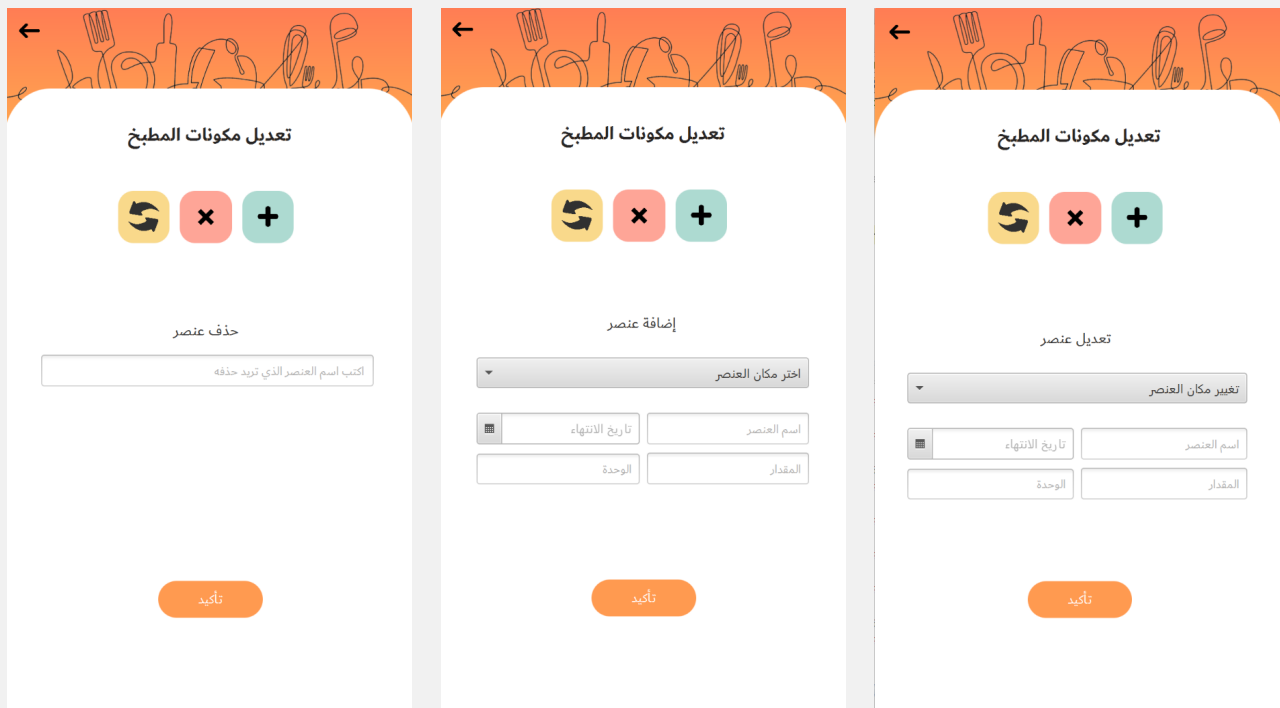 تعديل مكونات المطبخ
حذف عنصر
اكتب اسم العنصر الذي تريد حذفه
تأكيد
تعديل مكونات المطبخ
إضافة عنصر
اختر مكان العنصر
اسم العنصر
تاريخ الانتهاء
المقدار
الوحدة
تأكيد
تعديل مكونات المطبخ
تعديل عنصر
تغيير مكان العنصر
اسم العنصر
تاريخ الانتهاء
المقدار
الوحدة
تأكيد